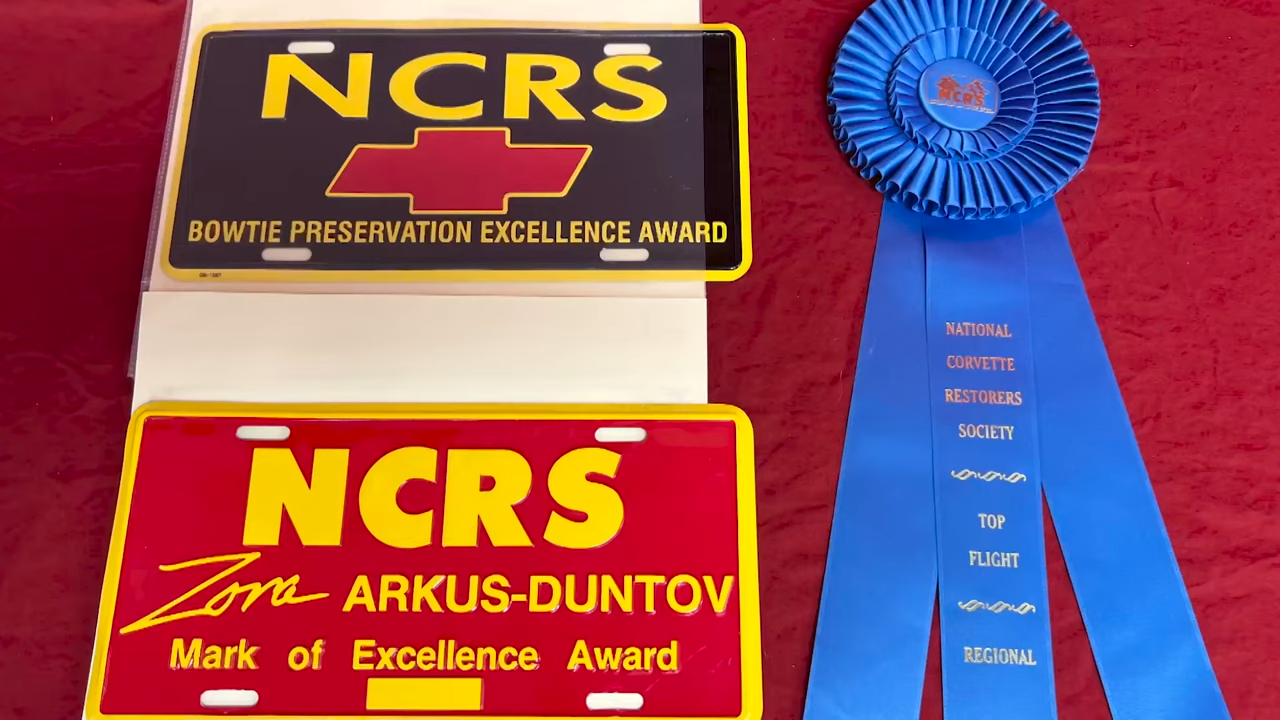 NCRS
BOWTIE PRESERVATION EXCELLENCE AWARD
NCRS
Zora ARKUS-DUNTOV
Mark of Excellence Award
NCRS
NATIONAL
CORVETTE
RESTORERS
SOCIETY
TOP
FLIGHT
REGIONAL